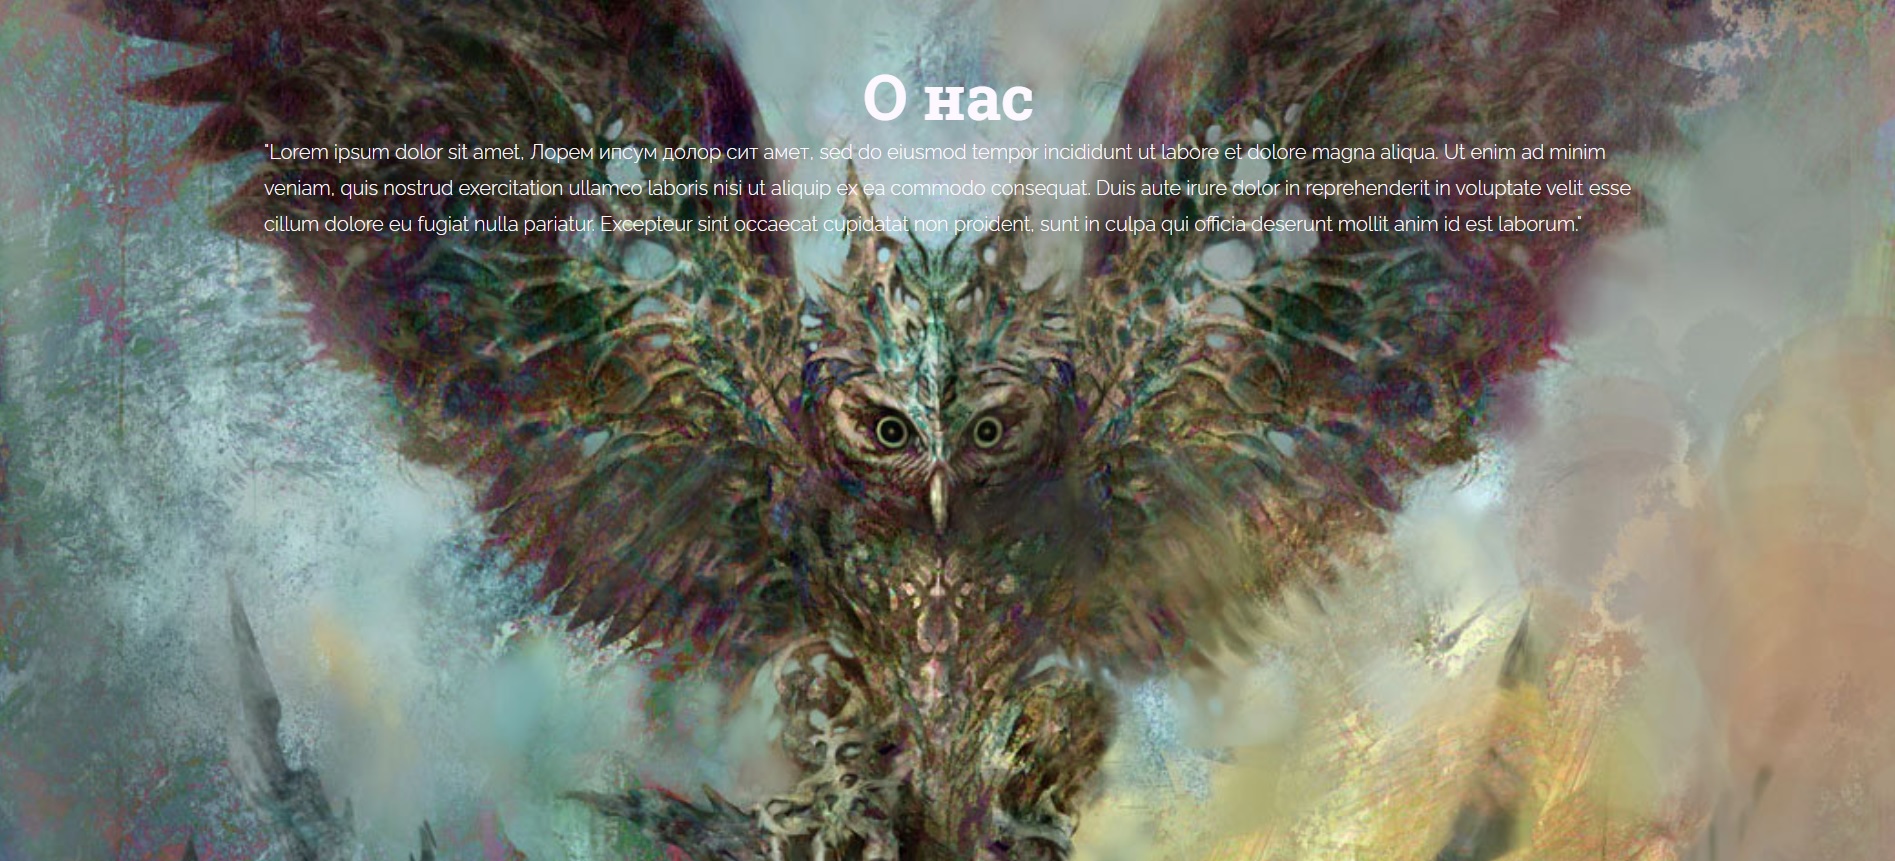 О нас
"Lorem ipsum dolor sit amet, Лорем ипсум долор сит амет, sed do eiusmod tempor incididunt ut labore et dolore magna aliqua. Ut enim ad minim
veniam, quis nostrud exercitation ullamco laboris nisi ut aliquip ex ea commodo consequat. Duis aute irure dolor in reprehenderit in voluptate velit esse
cillum dolore eu fugiat nulla pariatur. Excepteur sint occaecat cupidatat non proident, sunt in culpa qui officia deserunt mollit anim id est laborum."